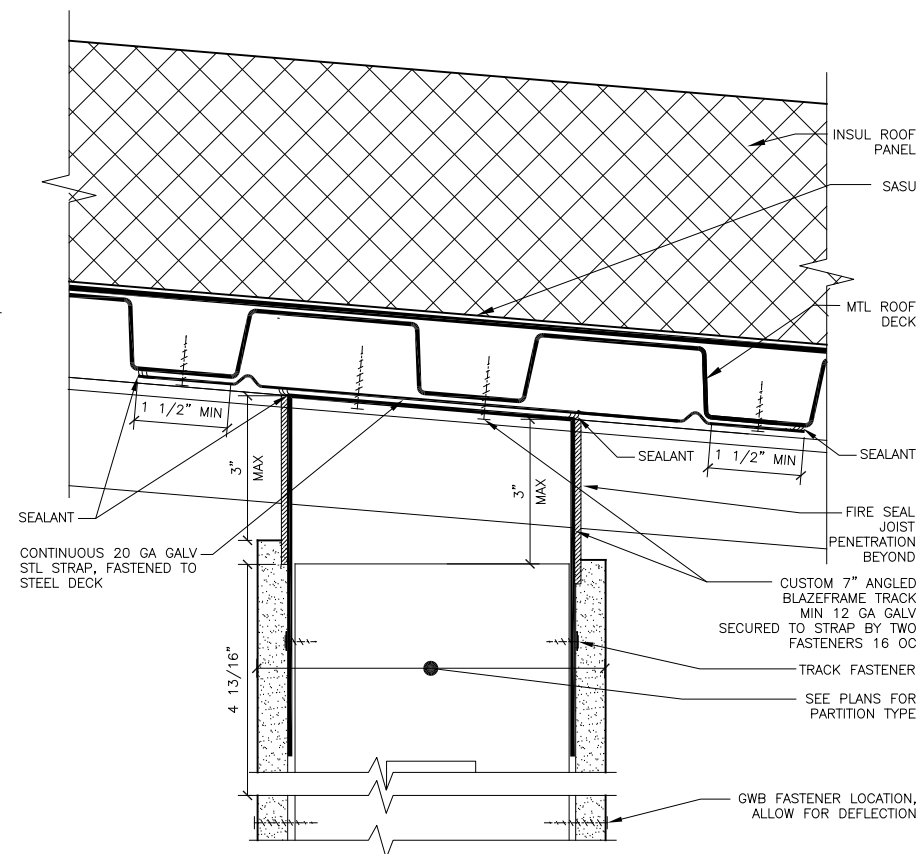 INSUL ROOF
PANEL
SASU
MTL ROOF
DECK
1 1/2" MIN
3"
MAX
3"
MAX
SEALANT
1 1/2" MIN
SEALANT
SEALANT
CONTINUOUS 20 GA GALV
STL STRAP, FASTENED TO
STEEL DECK
FIRE SEAL
JOIST
PENETRATION
BEYOND
CUSTOM 7" ANGLED
BLAZEFRAME TRACK
MIN 12 GA GALV
SECURED TO STRAP BY TWO
FASTENERS 16 OC
TRACK FASTENER
4 13/16"
SEE PLANS FOR
PARTITION TYPE
GWB FASTENER LOCATION,
ALLOW FOR DEFLECTION